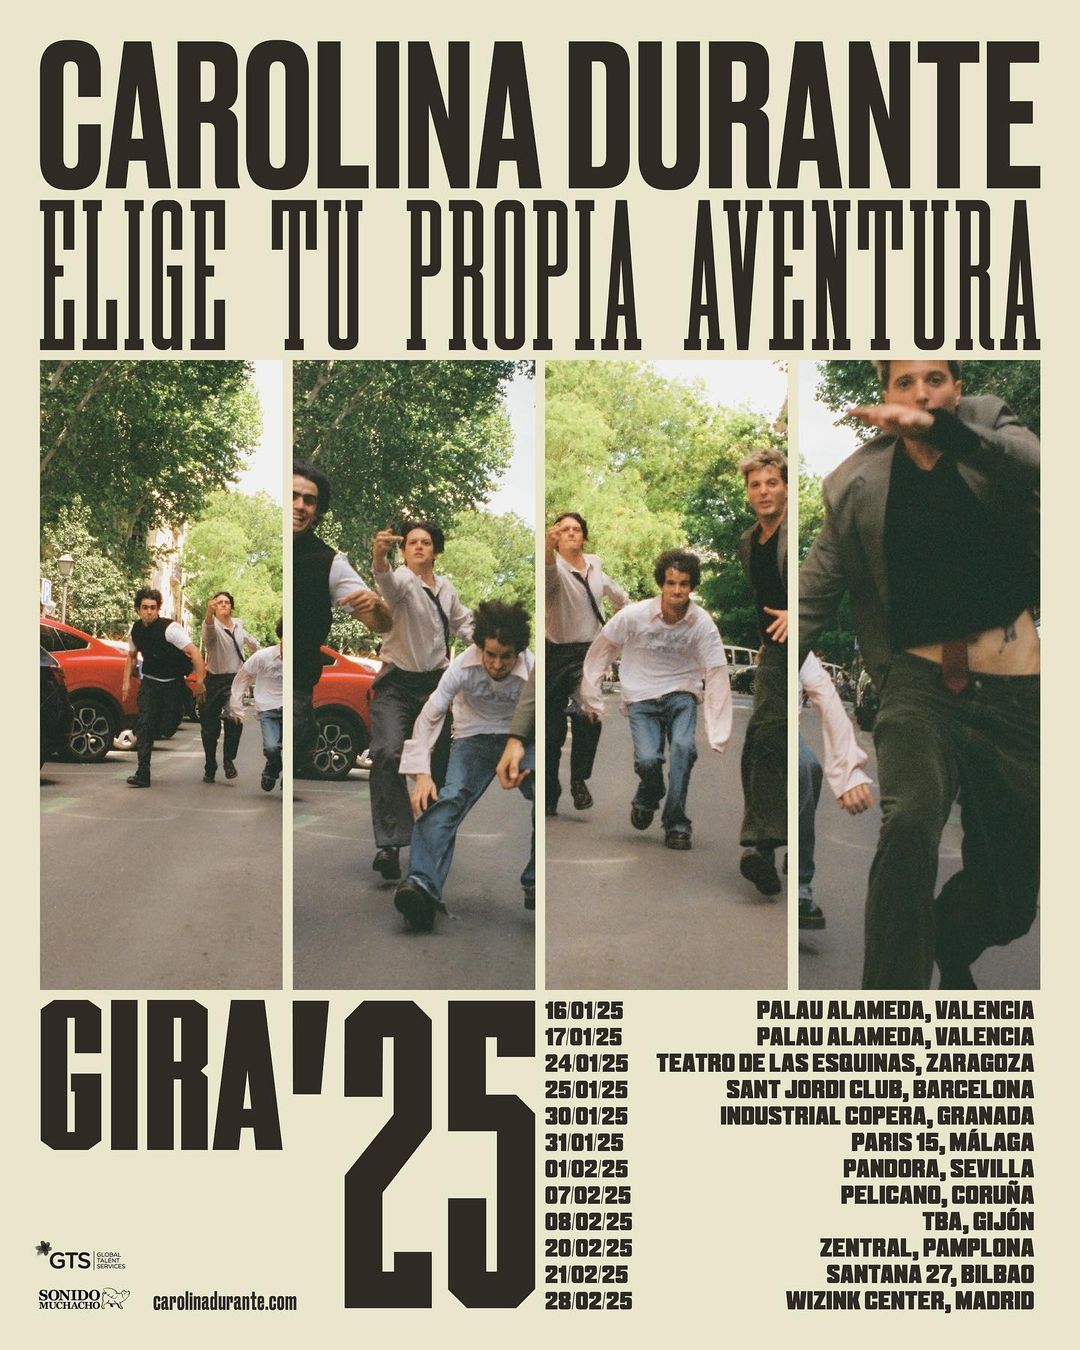 CAROLINA DURANTE
ELIGE TU PROPIA AVENTURA
GIRA '25
16/01/25 PALAU ALAMEDA, VALENCIA
17/01/25 PALAU ALAMEDA, VALENCIA
24/01/25 TEATRO DE LAS ESQUINAS, ZARAGOZA
25/01/25 SANT JORDI CLUB, BARCELONA
30/01/25 INDUSTRIAL COPERA, GRANADA
31/01/25 PARIS 15, MÁLAGA
01/02/25 PANDORA, SEVILLA
07/02/25 PELICANO, CORUÑA
08/02/25 TBA, GIJÓN
20/02/25 ZENTRAL, PAMPLONA
21/02/25 SANTANA 27, BILBAO
28/02/25 WIZINK CENTER, MADRID
GTS
GLOBAL
TALENT
SERVICES
SONIDO
MUCHACHO
carolinadurante.com